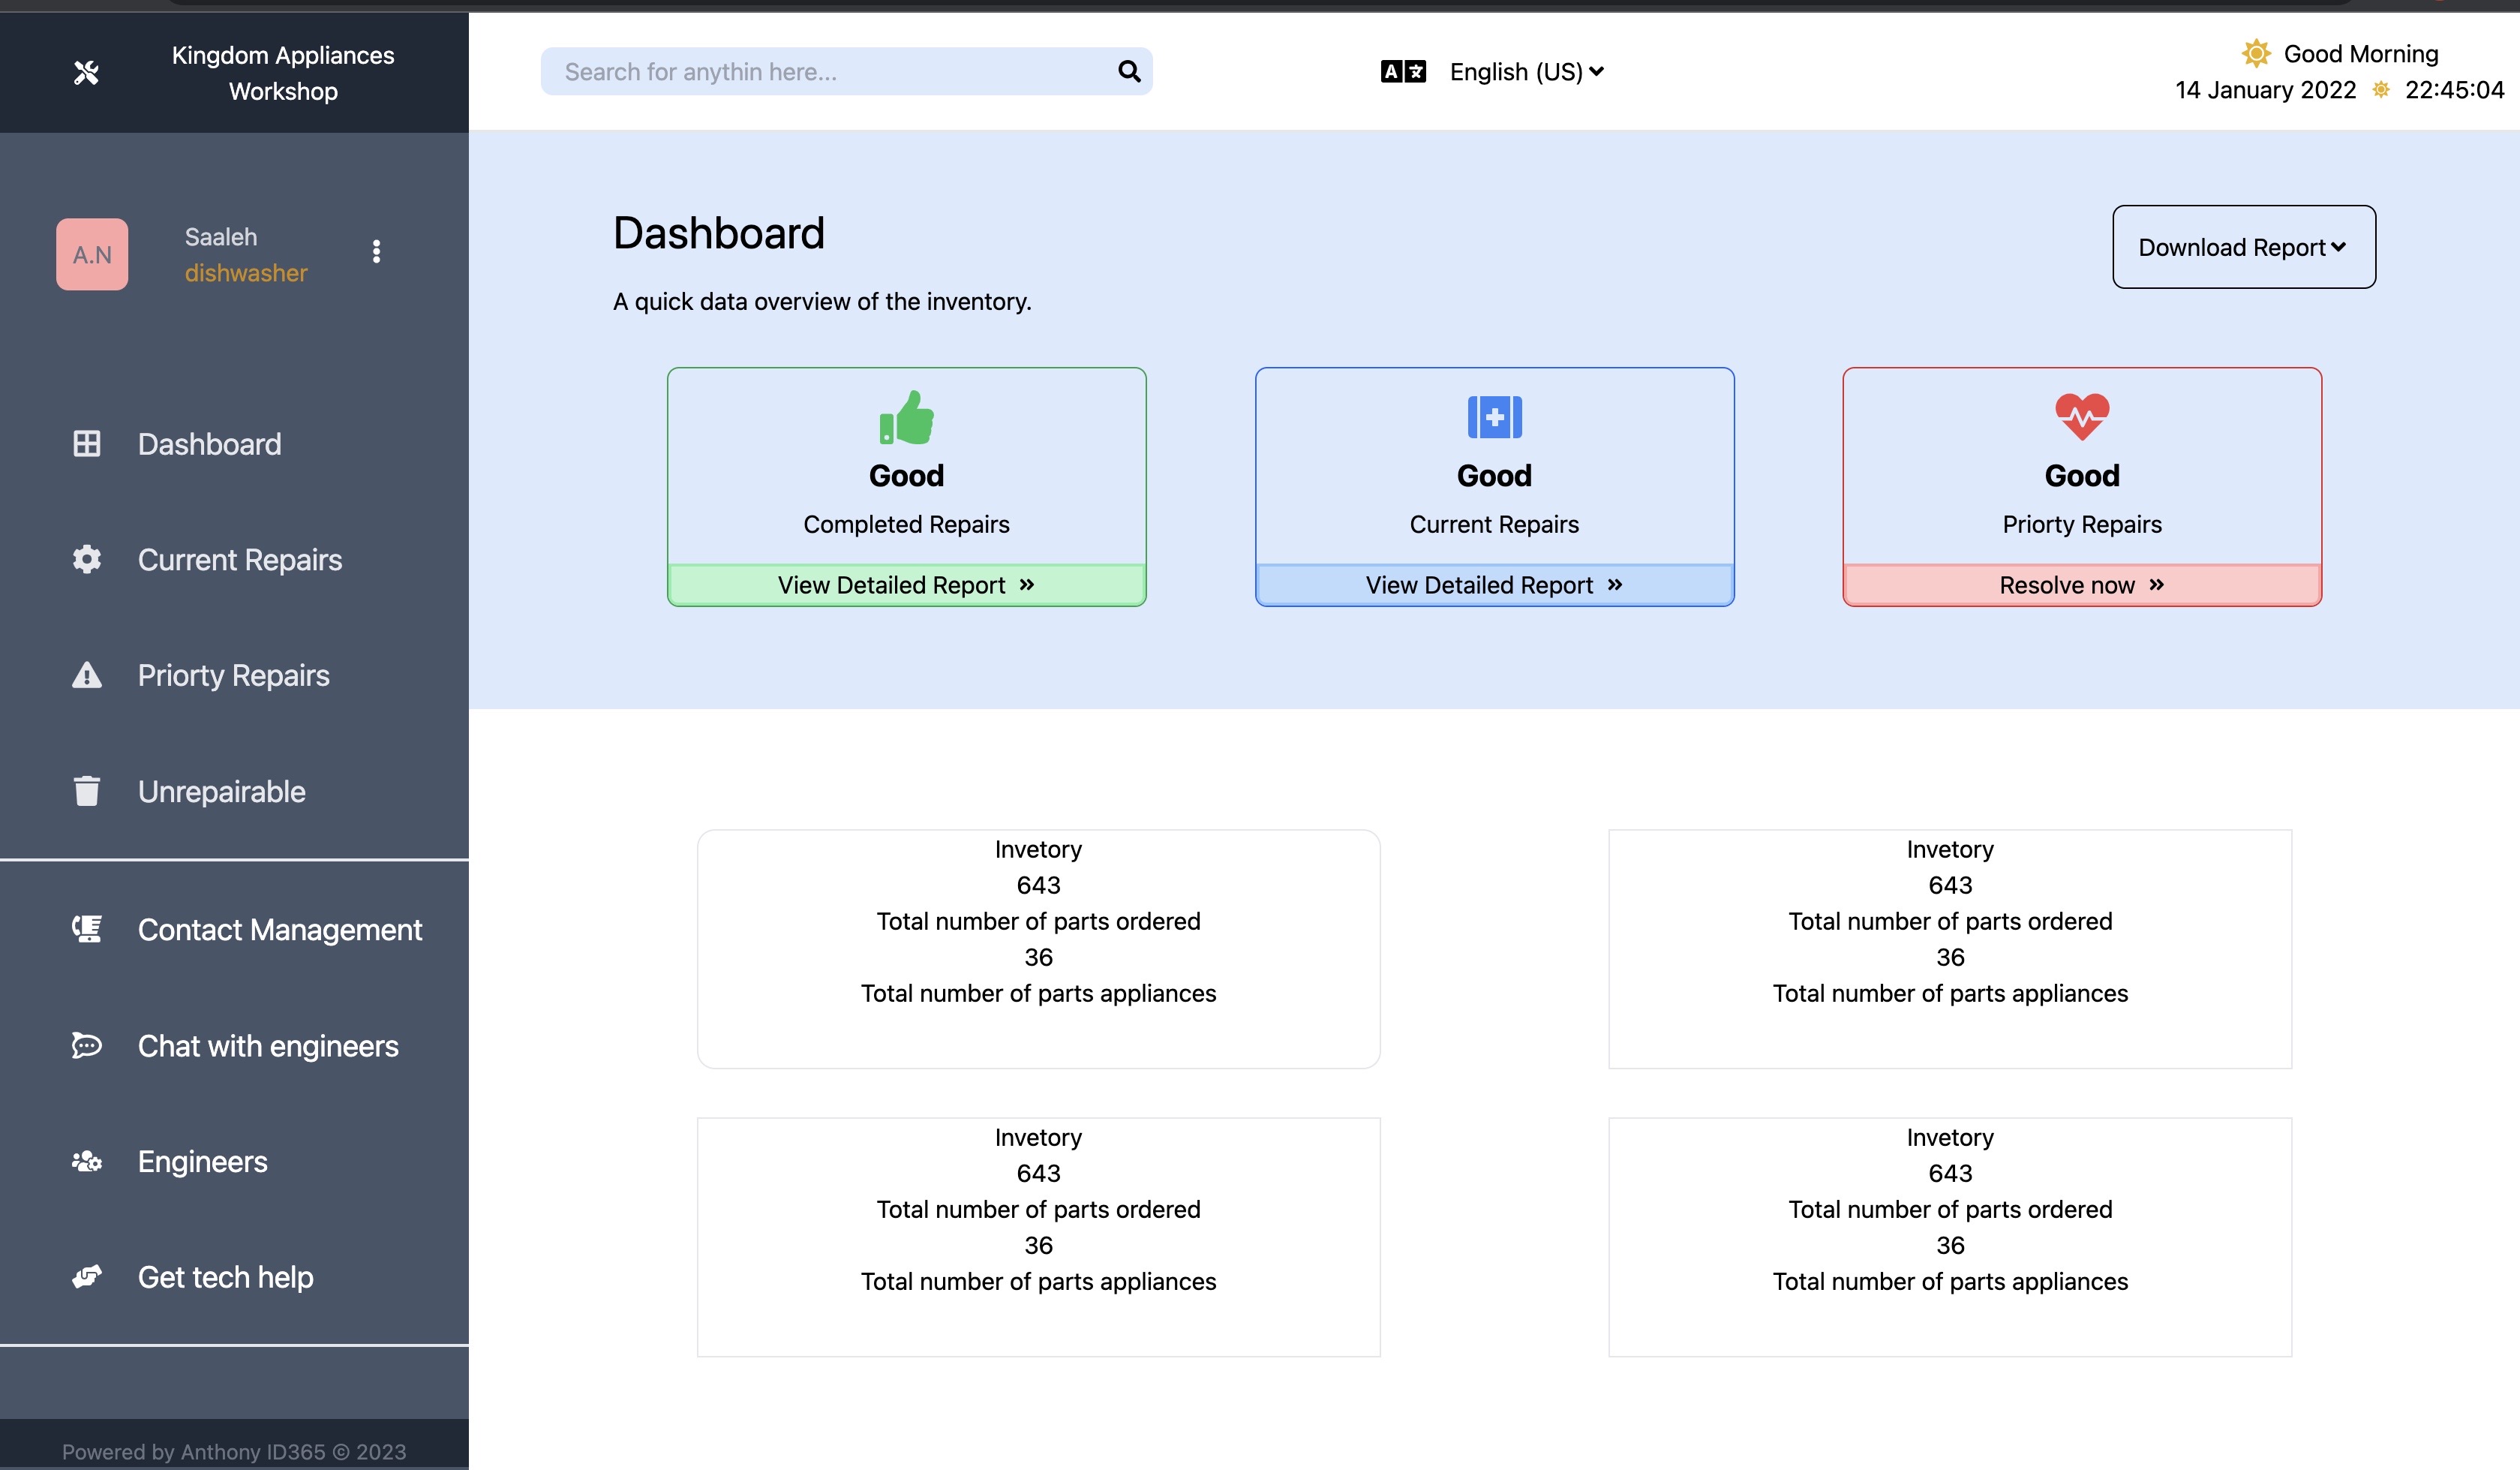 Kingdom Appliances
Workshop
Search for anythin here...
English (US)
Good Morning
14 January 2022 22:45:04
A.N
Saaleh
dishwasher
Dashboard
Current Repairs
Priorty Repairs
Unrepairable
Contact Management
Chat with engineers
Engineers
Get tech help
Powered by Anthony ID365 © 2023
Dashboard
Download Report
A quick data overview of the inventory.
Good
Completed Repairs
View Detailed Report »
Good
Current Repairs
View Detailed Report »
Good
Priorty Repairs
Resolve now »
Invetory
643
Total number of parts ordered
36
Total number of parts appliances
Invetory
643
Total number of parts ordered
36
Total number of parts appliances
Invetory
643
Total number of parts ordered
36
Total number of parts appliances
Invetory
643
Total number of parts ordered
36
Total number of parts appliances